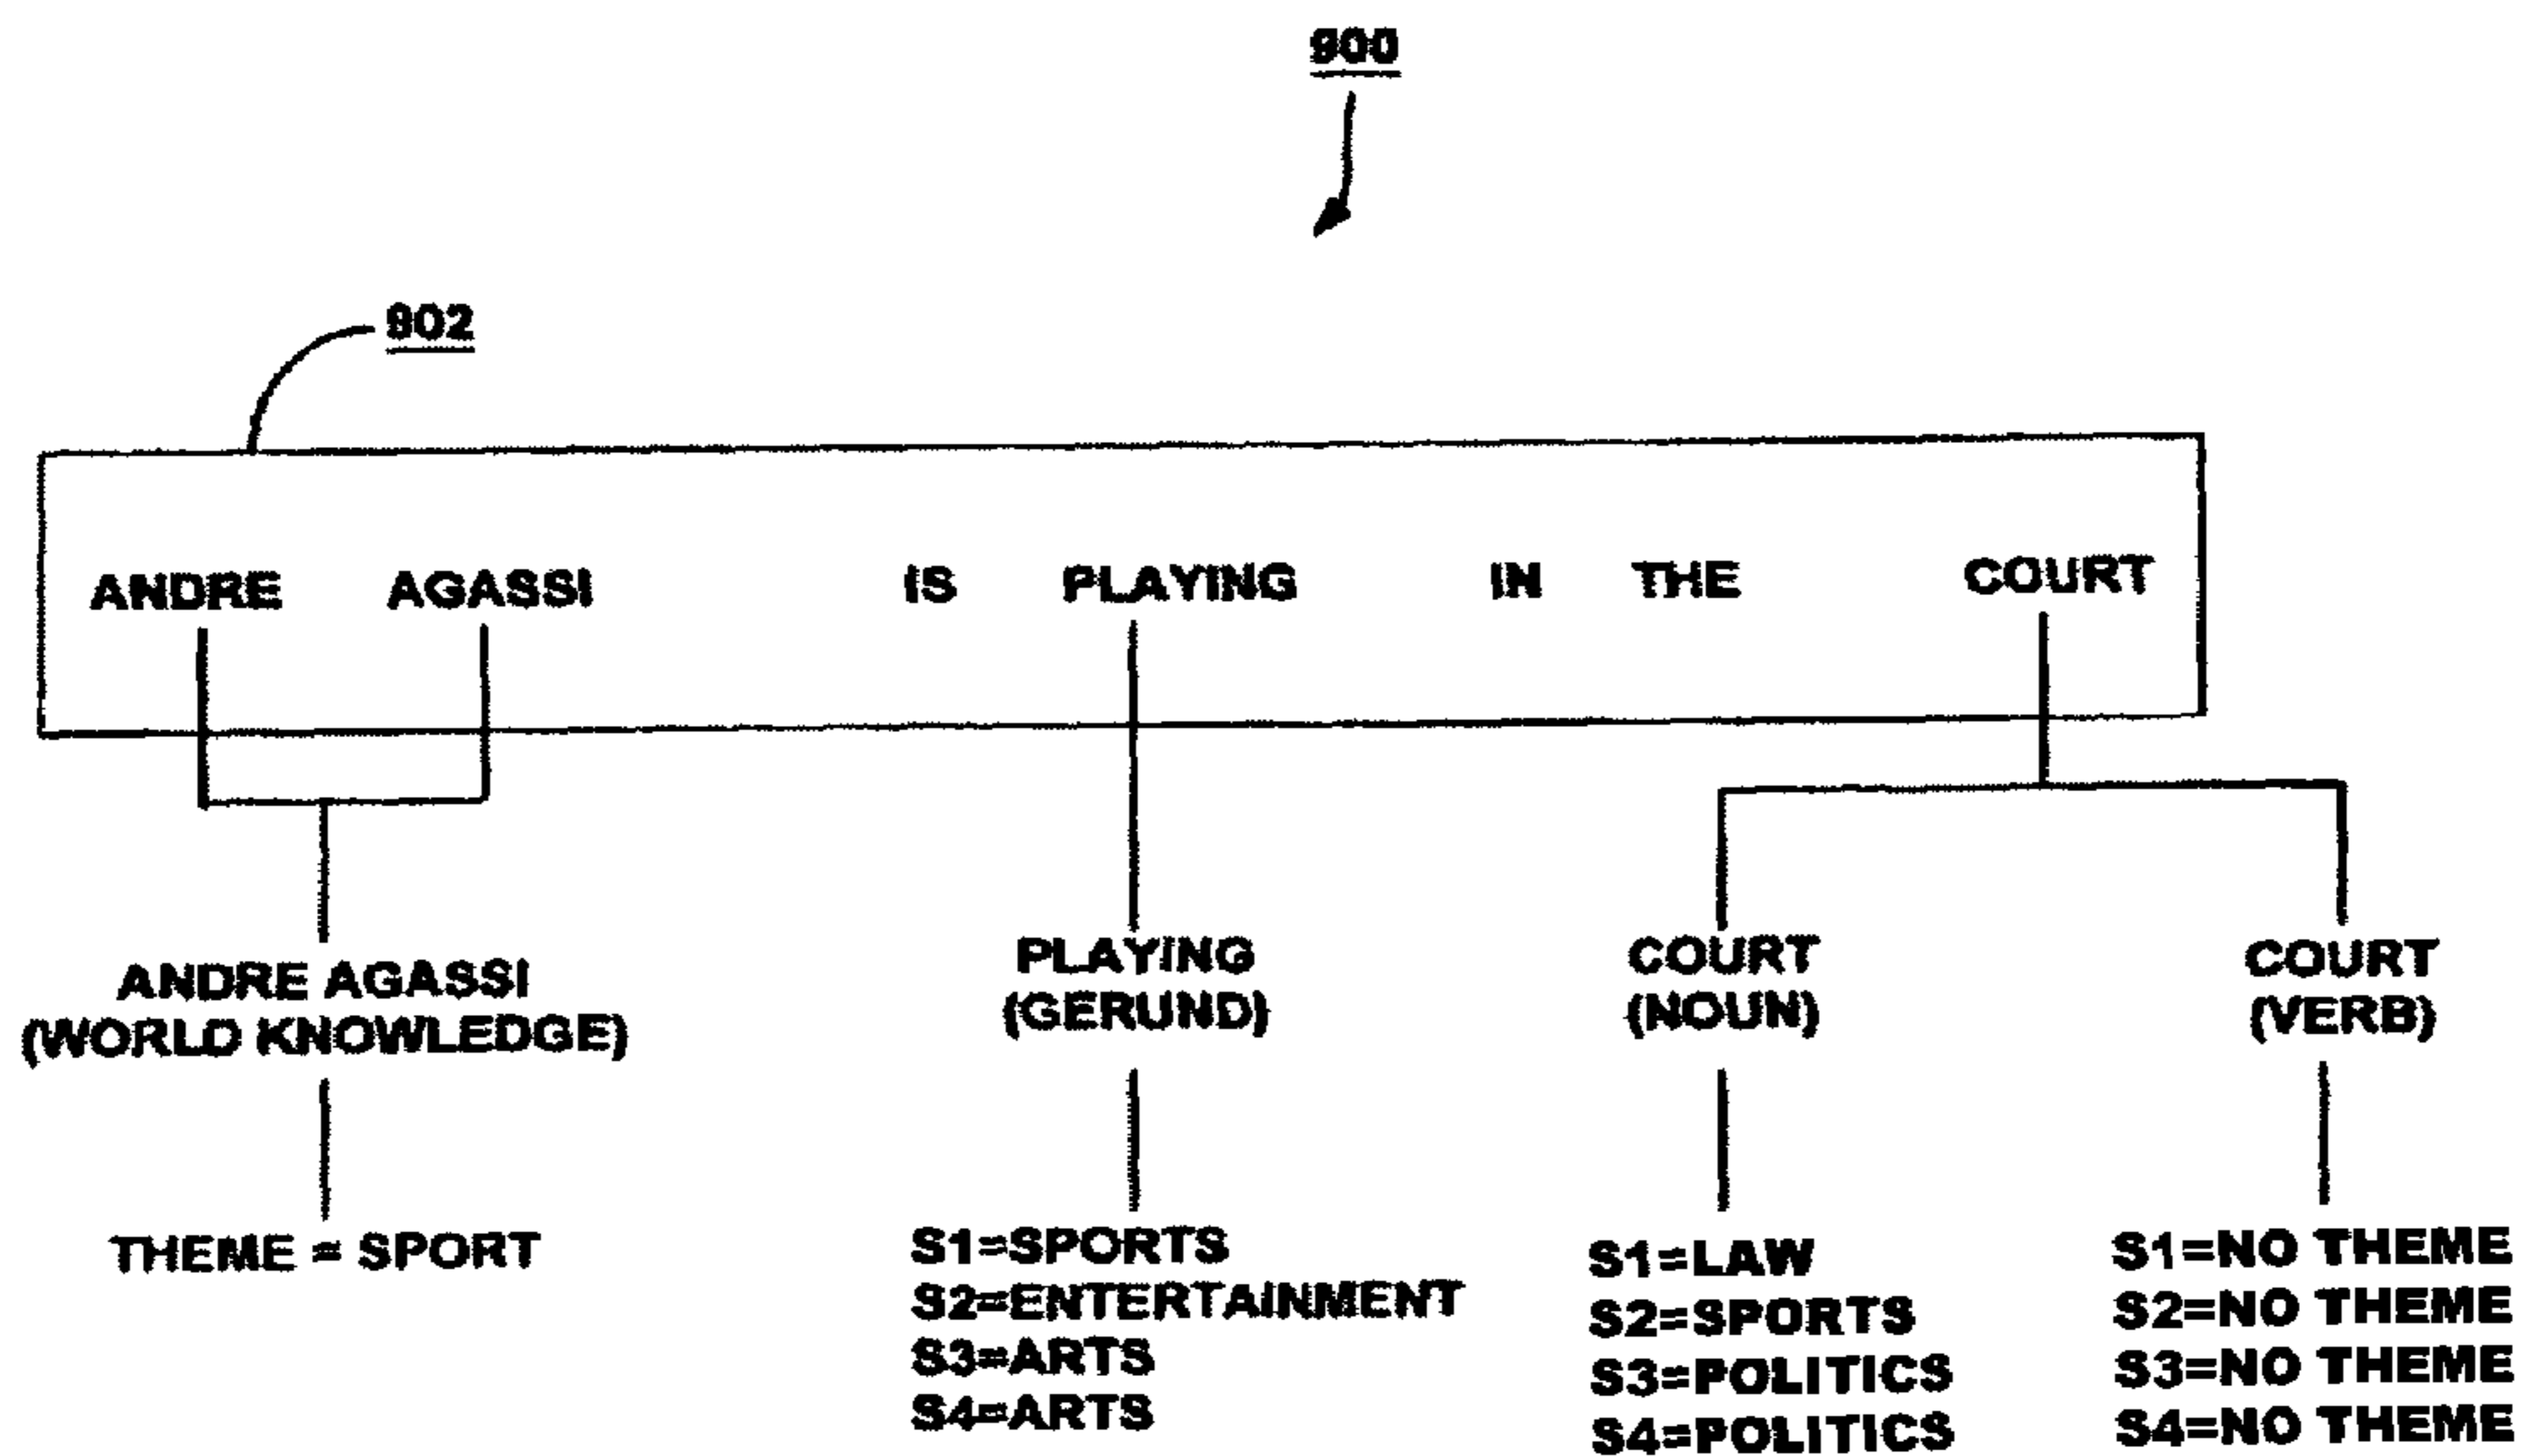 900
902
ANDRE AGASSI IS PLAYING IN THE COURT
ANDRE AGASSI
(WORLD KNOWLEDGE)
THEME = SPORT
PLAYING
(GERUND)
S1=SPORTS
S2=ENTERTAINMENT
S3=ARTS
S4=ARTS
COURT
(NOUN)
S1=LAW
S2=SPORTS
S3=POLITICS
S4=POLITICS
COURT
(VERB)
S1=NO THEME
S2=NO THEME
S3=NO THEME
S4=NO THEME